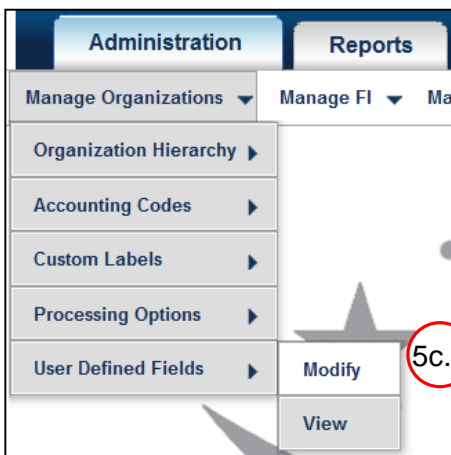 Administration Reports
Manage Organizations Manage FI Ma
Organization Hierarchy
Accounting Codes
Custom Labels
Processing Options
User Defined Fields Modify 5c.
View